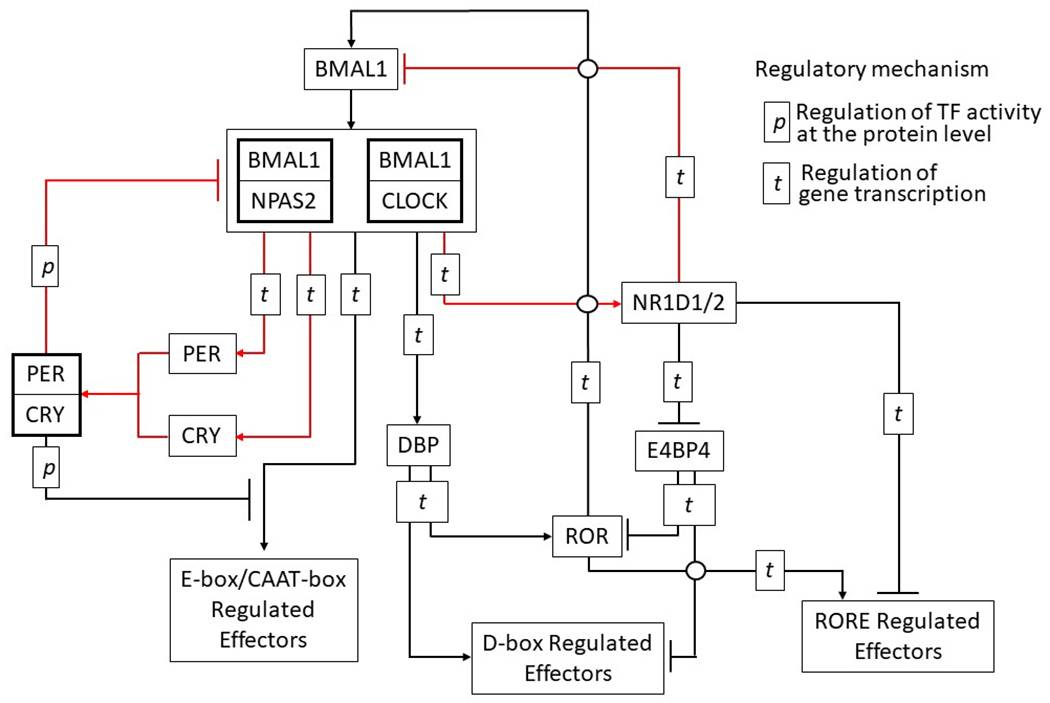 BMAL1
Regulatory mechanism
p
Regulation of TF activity
at the protein level
t
Regulation of
gene transcription
BMAL1
NPAS2
BMAL1
CLOCK
t
p
t
t
t
t
NR1D1/2
t
PER
PER
CRY
CRY
t
t
t
DBP
E4BP4
p
t
t
ROR
t
E-box/CAAT-box
Regulated
Effectors
D-box Regulated
Effectors
RORE Regulated
Effectors